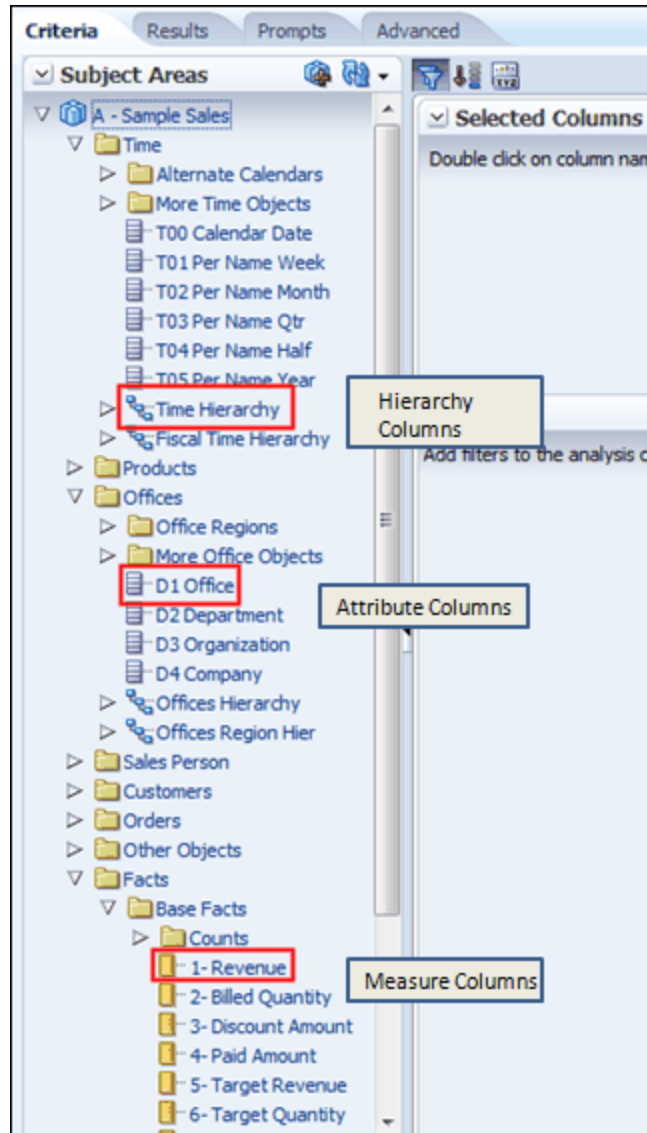 Criteria Results Prompts Advanced
Subject Areas
A - Sample Sales
Time
Alternate Calendars
More Time Objects
T00 Calendar Date
T01 Per Name Week
T02 Per Name Month
T03 Per Name Qtr
T04 Per Name Half
T05 Per Name Year
Time Hierarchy
Fiscal Time Hierarchy
Products
Offices
Office Regions
More Office Objects
D1 Office
D2 Department
D3 Organization
D4 Company
Offices Hierarchy
Offices Region Hier
Sales Person
Customers
Orders
Other Objects
Facts
Base Facts
Counts
1- Revenue
2- Billed Quantity
3- Discount Amount
4- Paid Amount
5- Target Revenue
6- Target Quantity
Selected Columns
Double click on column
Hierarchy
Columns
Add filters to the analysis
Attribute Columns
Measure Columns